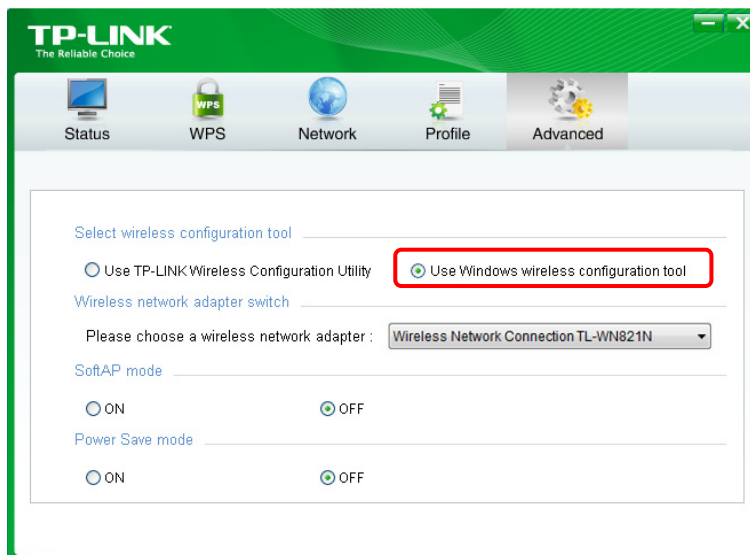 TP-LINK
The Reliable Choice
WPS
Status WPS Network Profile Advanced
Select wireless configuration tool
Use TP-LINK Wireless Configuration Utility Use Windows wireless configuration tool
Wireless network adapter switch
Please choose a wireless network adapter : Wireless Network Connection TL-WN821N
SoftAP mode
ON OFF
Power Save mode
ON OFF